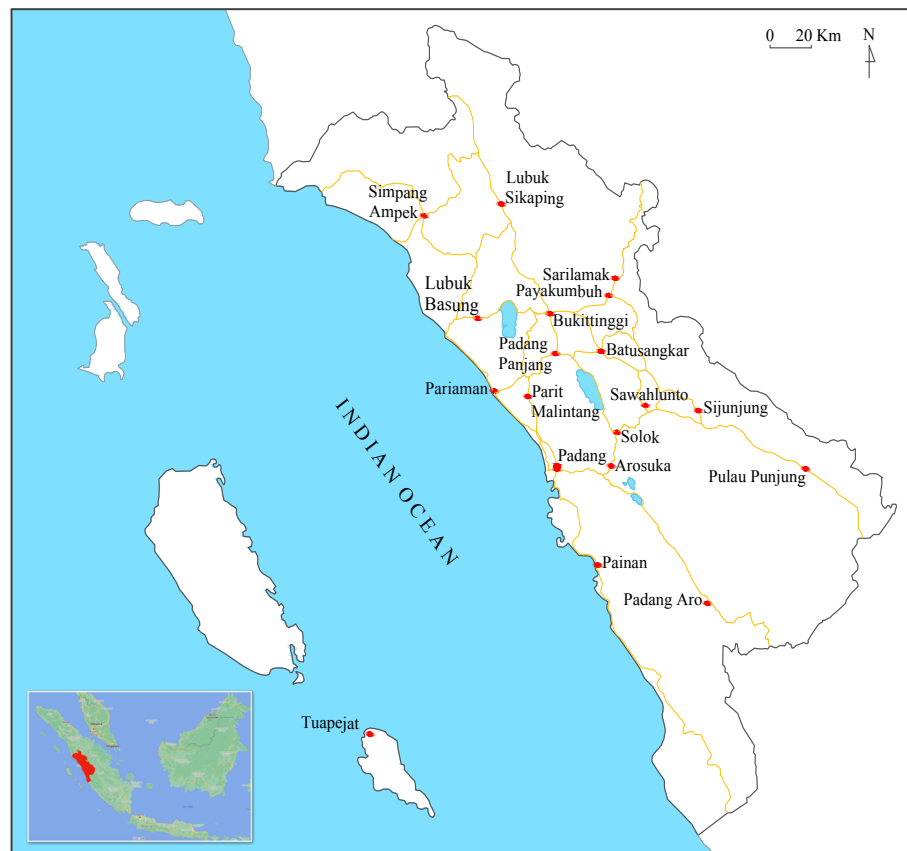 0 20 Km
N
Lubuk
Sikaping
Simpang
Ampek
Sarilamak
Payakumbuh
Lubuk
Basung
Bukittinggi
Padang
Panjang
Batusangkar
Pariaman
Parit
Malintang
Sawahlunto
Sijunjung
Solok
Padang
Arosuka
Pulau Punjung
INDIAN OCEAN
Painan
Padang Aro
Tuapejat